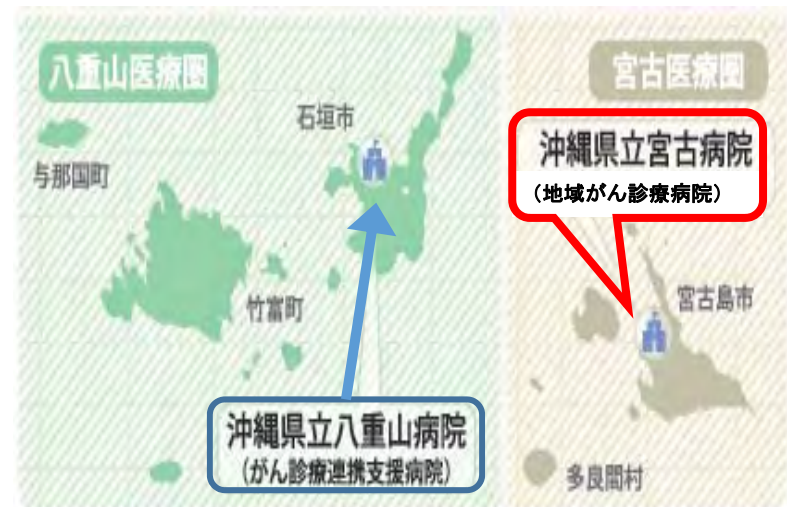 八重山医療圏
石垣市
与那国町
竹富町
沖縄県立八重山病院
(がん診療連携支援病院)
宮古医療圏
沖縄県立宮古病院
(地域がん診療病院)
宮古島市
多良間村